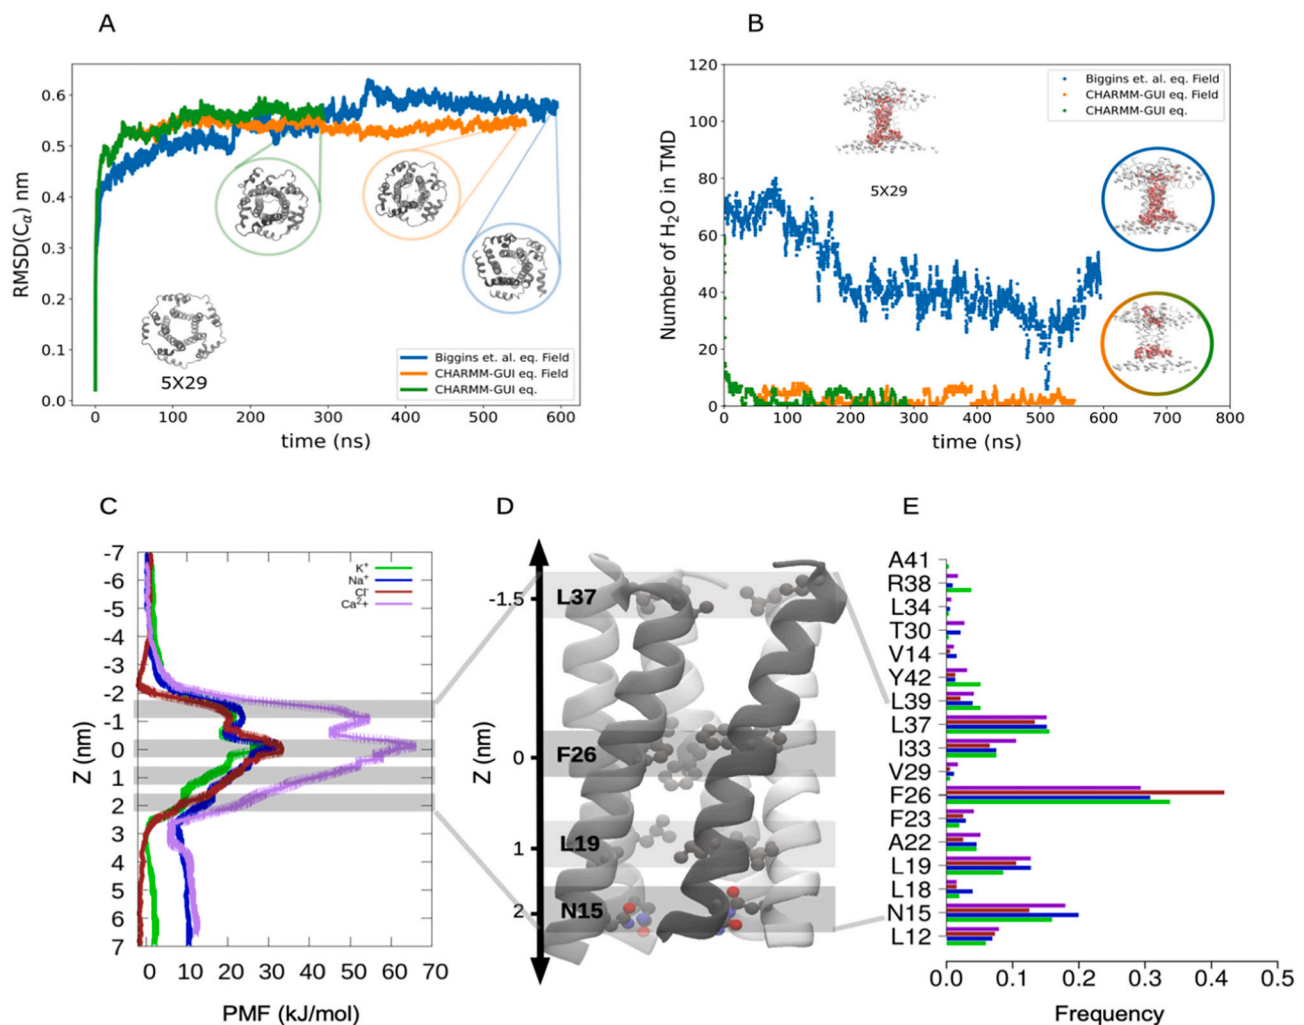 A
RMSD(Cα) nm
0.6
0.5
0.4
0.3
0.2
0.1
0.0
5X29
Biggins et. al. eq. Field
CHARMM-GUI eq. Field
CHARMM-GUI eq.
0 100 200 300 400 500 600
time (ns)
B
Number of H2O in TMD
120
100
80
60
40
20
0
5X29
Biggins et. al. eq. Field
CHARMM-GUI eq. Field
CHARMM-GUI eq.
0 100 200 300 400 500 600 700 800
time (ns)
C
Z (nm)
-7
-6
-5
-4
-3
-2
-1
0
1
2
3
4
5
6
7
K+
Na+
Cl-
Ca2+
0 10 20 30 40 50 60 70
PMF (kJ/mol)
D
Z (nm)
-1.5
0
1
2
L37
F26
L19
N15
E
A41
R38
L34
T30
V14
Y42
L39
L37
I33
V29
F26
F23
A22
L19
L18
N15
L12
0.0 0.1 0.2 0.3 0.4 0.5
Frequency